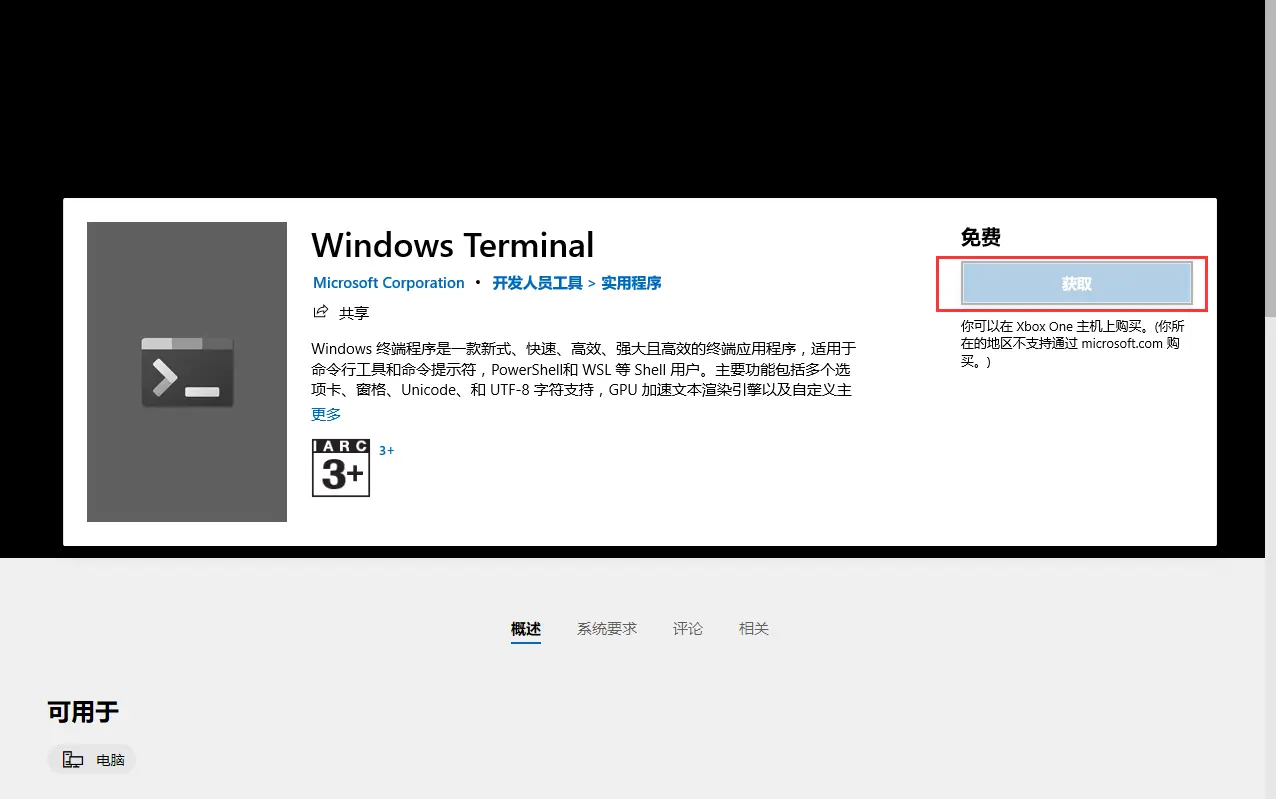 Windows Terminal
Microsoft Corporation • 开发人员工具 > 实用程序
共享
Windows 终端程序是一款新式、快速、高效、强大且高效的终端应用程序，适用于
命令行工具和命令提示符，PowerShell和 WSL 等 Shell 用户。主要功能包括多个选
项卡、窗格、Unicode、和 UTF-8 字符支持，GPU 加速文本渲染引擎以及自定义主
更多
IARC
3+
3+
免费
获取
你可以在 Xbox One 主机上购买。(你所
在的地区不支持通过 microsoft.com 购
买。)
概述 系统要求 评论 相关
可用于
电脑